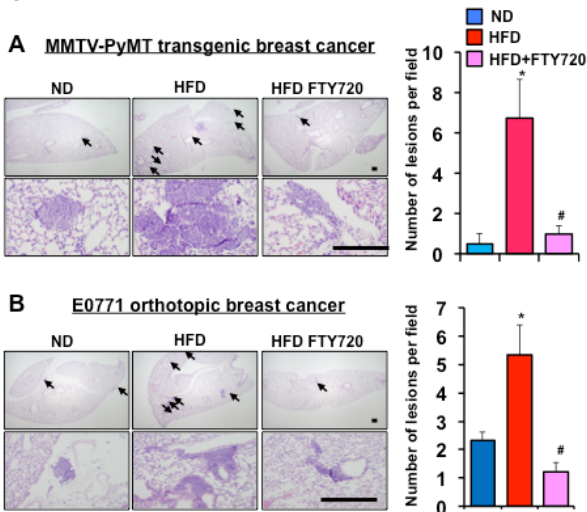 ND
HFD
HFD+FTY720
A MMTV-PyMT transgenic breast cancer
ND HFD HFD FTY720
Number of lesions per field
10
8
6
4
2
0
*
#
B E0771 orthotopic breast cancer
ND HFD HFD FTY720
Number of lesions per field
7
6
5
4
3
2
1
0
*
#